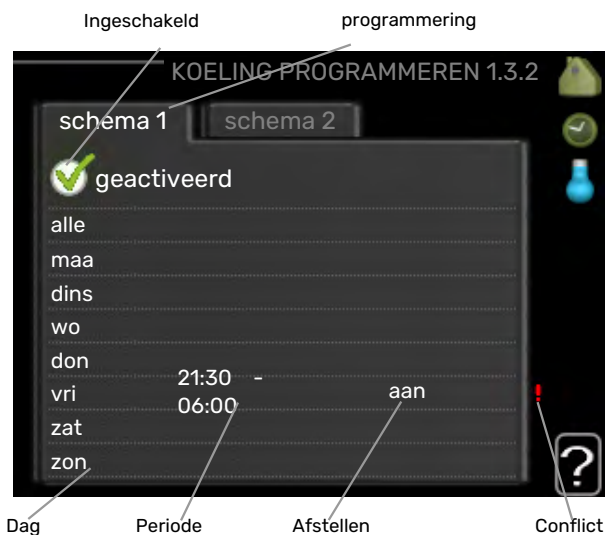 Ingeschakeld programmering
KOELING PROGRAMMEREN 1.3.2
schema 1 schema 2
geactiveerd
alle
maa
dins
wo
don
vri 21:30 - 06:00 aan !
zat
zon
?
Dag Periode Afstellen Conflict